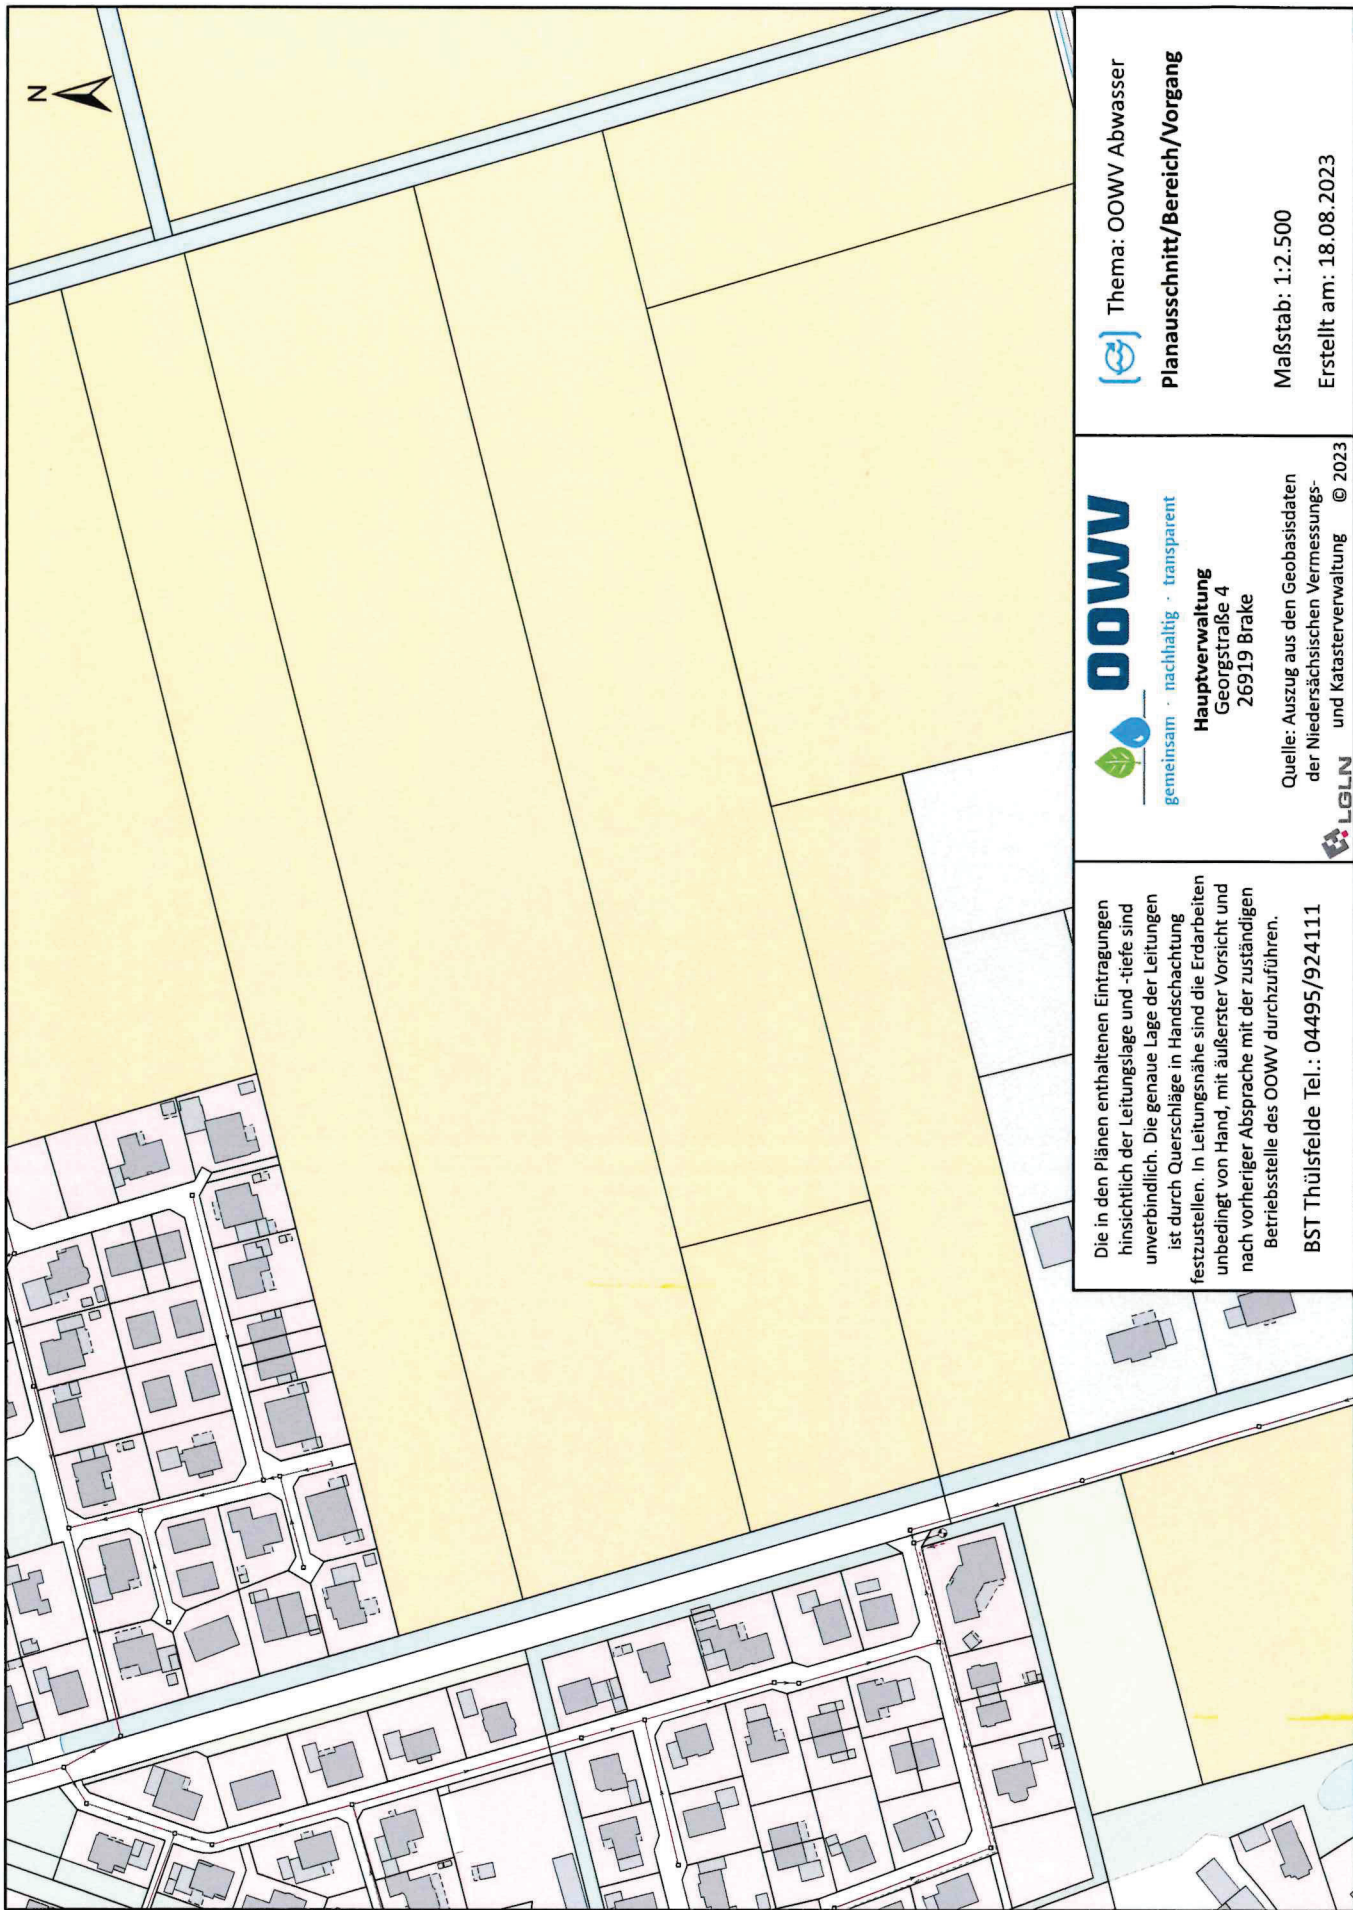 N
Die in den Plänen enthaltenen Eintragungen
hinsichtlich der Leitungslage und -tiefe sind
unverbindlich. Die genaue Lage der Leitungen
ist durch Querschläge in Handschachtung
festzustellen. In Leitungsnähe sind die Erdarbeiten
unbedingt von Hand, mit äußerster Vorsicht und
nach vorheriger Absprache mit der zuständigen
Betriebsstelle des OOWV durchzuführen.
BST Thülsfelde Tel.: 04495/924111
OOWV
gemeinsam · nachhaltig · transparent
Hauptverwaltung
Georgstraße 4
26919 Brake
Quelle: Auszug aus den Geobasisdaten
der Niedersächsischen Vermessungs-
und Katasterverwaltung © 2023
LGLN
Thema: OOWV Abwasser
Planausschnitt/Bereich/Vorgang
Maßstab: 1:2.500
Erstellt am: 18.08.2023